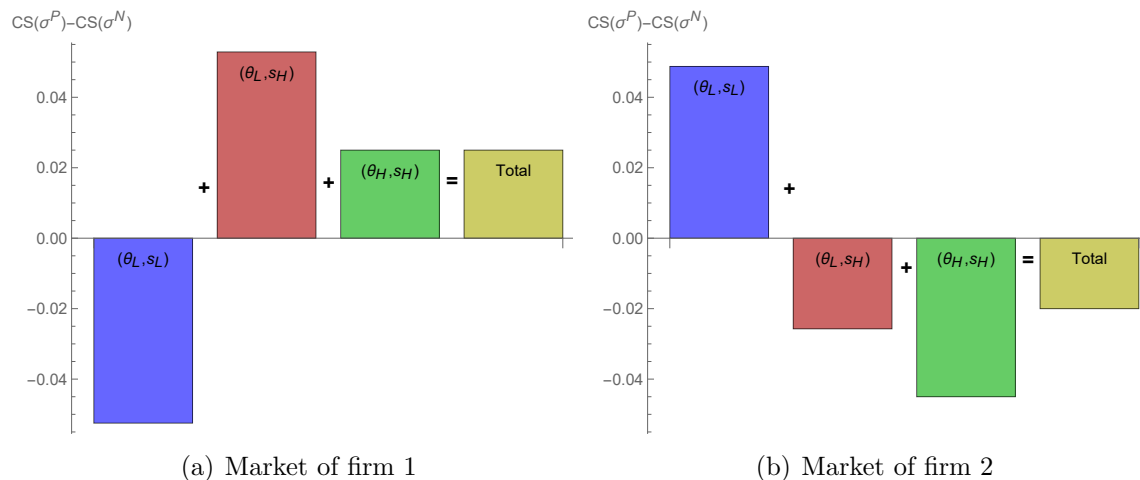 CS(σ^P)−CS(σ^N)
0.04
0.02
0.00
−0.02
−0.04
(θ_L,s_L)
+
(θ_L,s_H)
+
(θ_H,s_H)
=
Total
(a) Market of firm 1
CS(σ^P)−CS(σ^N)
0.04
0.02
0.00
−0.02
−0.04
(θ_L,s_L)
+
(θ_L,s_H)
+
(θ_H,s_H)
=
Total
(b) Market of firm 2